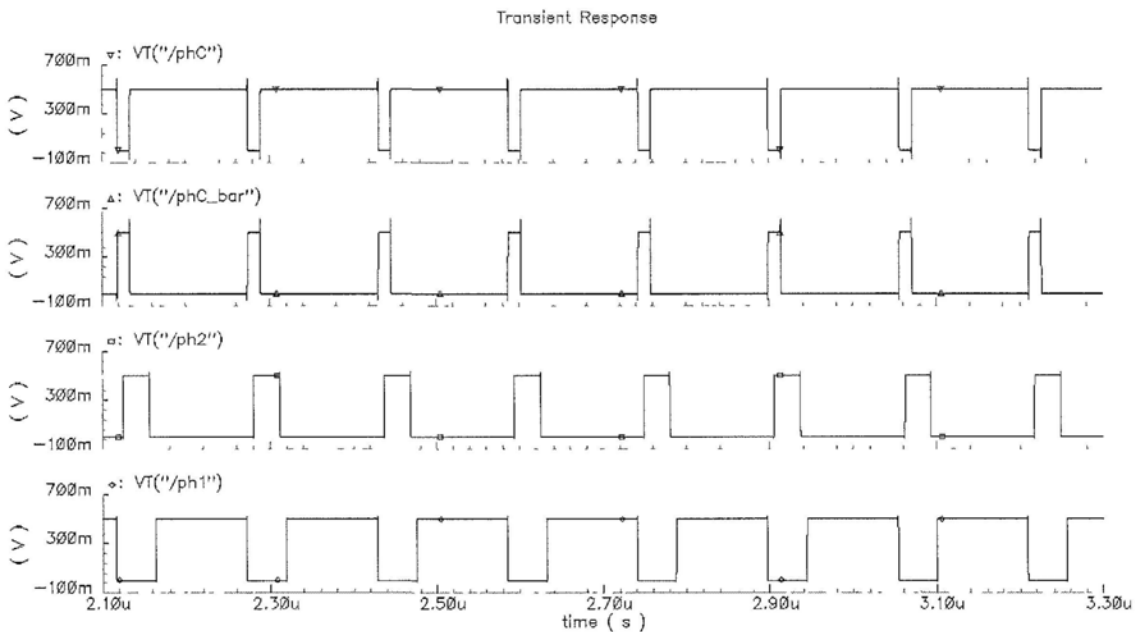 Transient Response
▽: VT("/phC")
700m
300m
-100m
(V)
△: VT("/phC_bar")
700m
300m
-100m
(V)
□: VT("/ph2")
700m
300m
-100m
(V)
◇: VT("/ph1")
700m
300m
-100m
(V)
2.10u 2.30u 2.50u 2.70u 2.90u 3.10u 3.30u
time ( s )